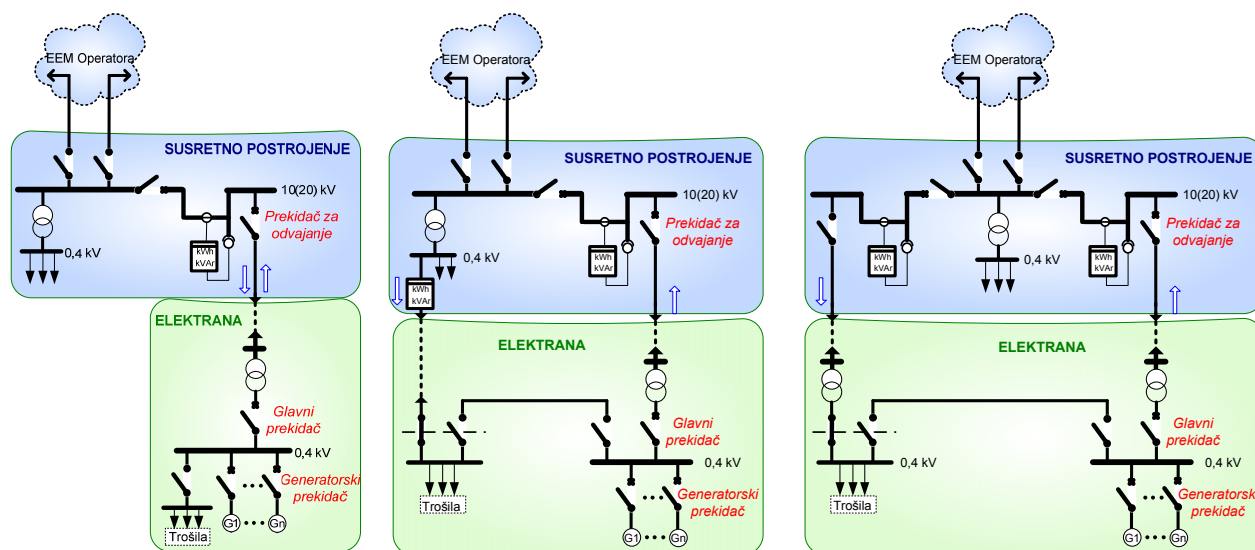 EEM Operatora
SUSRETNO POSTROJENJE
10(20) kV
Prekidač za
odvajanje
kWh
kVAr
0,4 kV
ELEKTRANA
Glavni
prekidač
0,4 kV
Generatorski
prekidač
G1
Gn
Trošila
EEM Operatora
SUSRETNO POSTROJENJE
10(20) kV
Prekidač za
odvajanje
kWh
kVAr
0,4 kV
kWh
kVAr
ELEKTRANA
Glavni
prekidač
0,4 kV
Generatorski
prekidač
Trošila
G1
Gn
EEM Operatora
SUSRETNO POSTROJENJE
10(20) kV
Prekidač za
odvajanje
kWh
kVAr
kWh
kVAr
0,4 kV
ELEKTRANA
Glavni
prekidač
0,4 kV
0,4 kV
Generatorski
prekidač
Trošila
G1
Gn